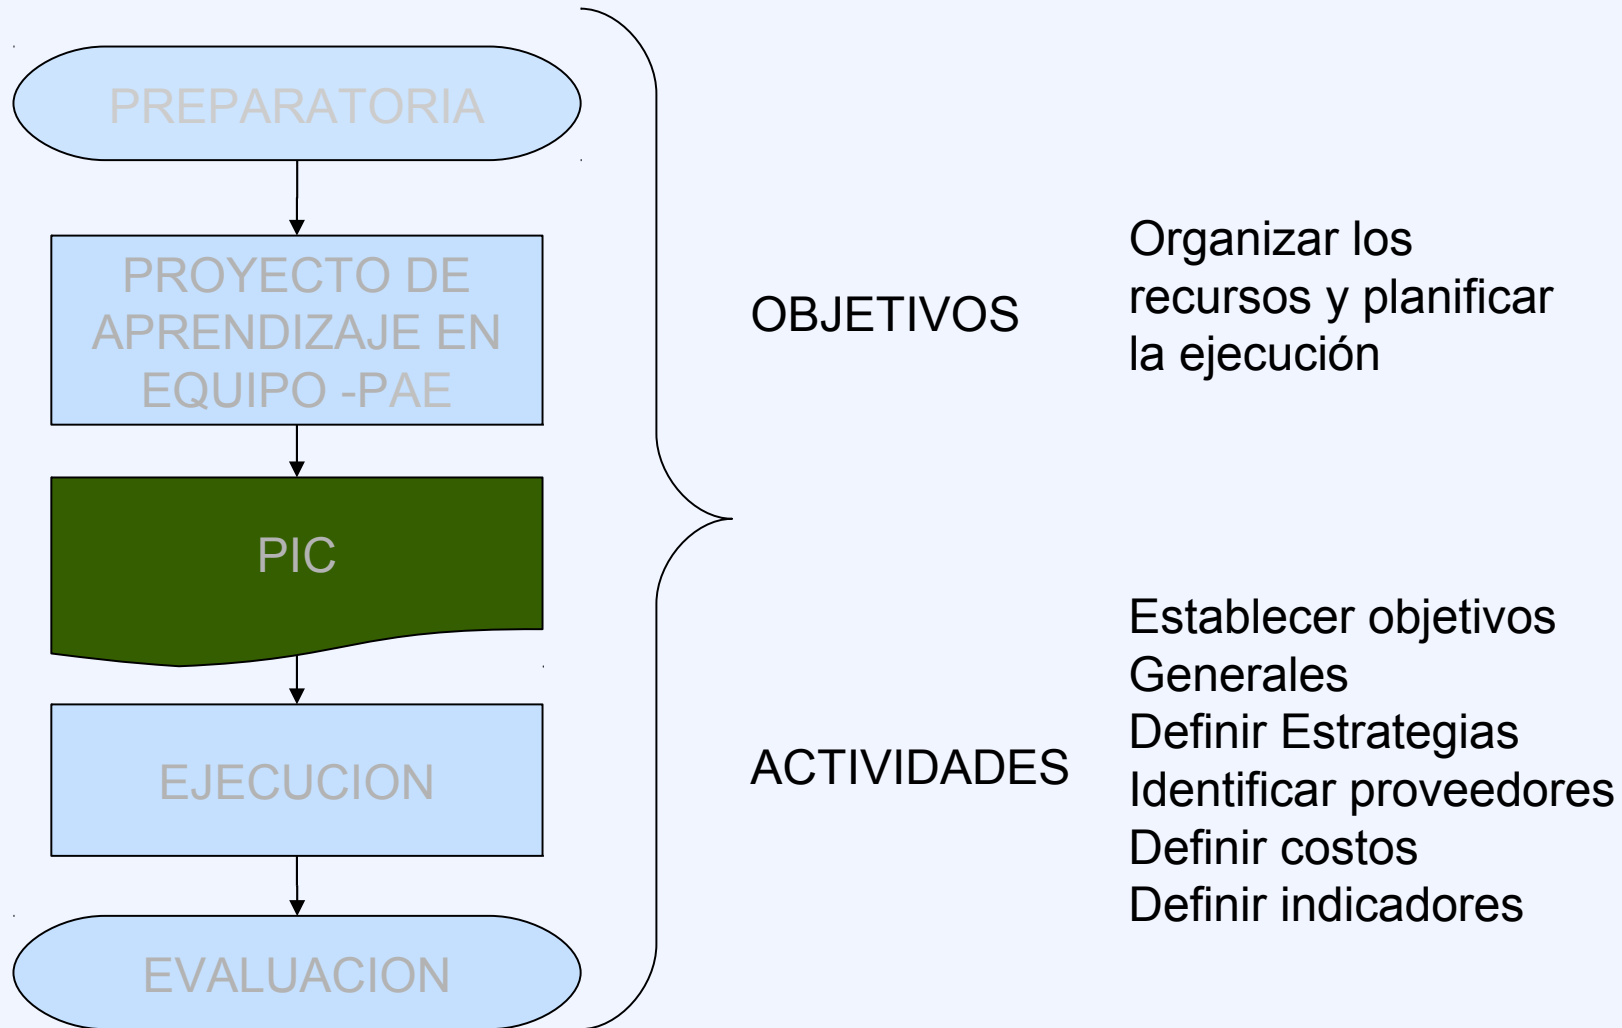 PREPARATORIA
PROYECTO DE
APRENDIZAJE EN
EQUIPO -PAE
PIC
EJECUCION
EVALUACION
OBJETIVOS
Organizar los
recursos y planificar
la ejecución
ACTIVIDADES
Establecer objetivos
Generales
Definir Estrategias
Identificar proveedores
Definir costos
Definir indicadores